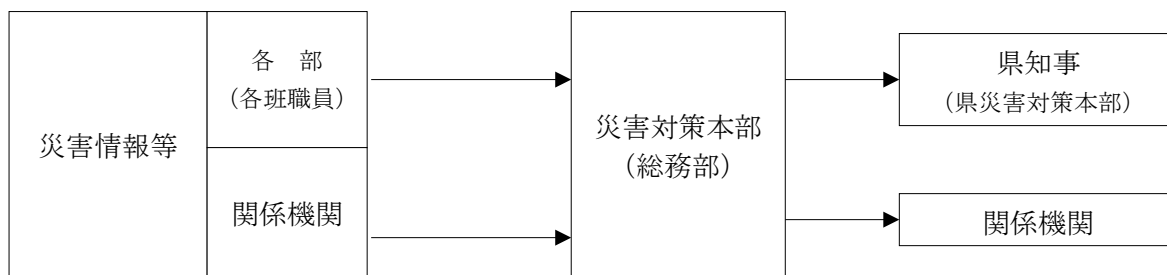 災害情報等
各　部
（各班職員）
関係機関
災害対策本部
（総務部）
県知事
（県災害対策本部）
関係機関